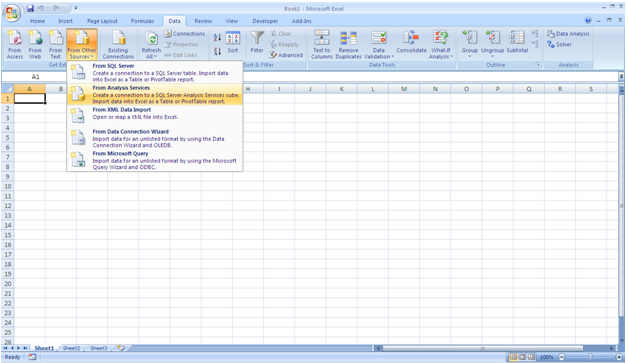 Book1 - Microsoft Excel
Home Insert Page Layout Formulas Data Review View Developer Add-Ins
From Access
From Web
From Text
From Other Sources
Existing Connections
Refresh All
Connections
Properties
Edit Links
Sort
Filter
Clear
Reapply
Advanced
Text to Columns
Remove Duplicates
Data Validation
Consolidate
What-If Analysis
Group
Ungroup
Subtotal
Data Analysis
Solver
Get Ext
Sort & Filter
Data Tools
Outline
Analysis
A1
From SQL Server
Create a connection to a SQL Server table. Import data into Excel as a Table or PivotTable report.
From Analysis Services
Create a connection to a SQL Server Analysis Services cube. Import data into Excel as a Table or PivotTable report.
From XML Data Import
Open or map a XML file into Excel.
From Data Connection Wizard
Import data for an unlisted format by using the Data Connection Wizard and OLEDB.
From Microsoft Query
Import data for an unlisted format by using the Microsoft Query Wizard and ODBC.
A B H I J K L M N O P Q R S
1
2
3
4
5
6
7
8
9
10
11
12
13
14
15
16
17
18
19
20
21
22
23
24
25
26
Sheet1 Sheet2 Sheet3
Ready
100%